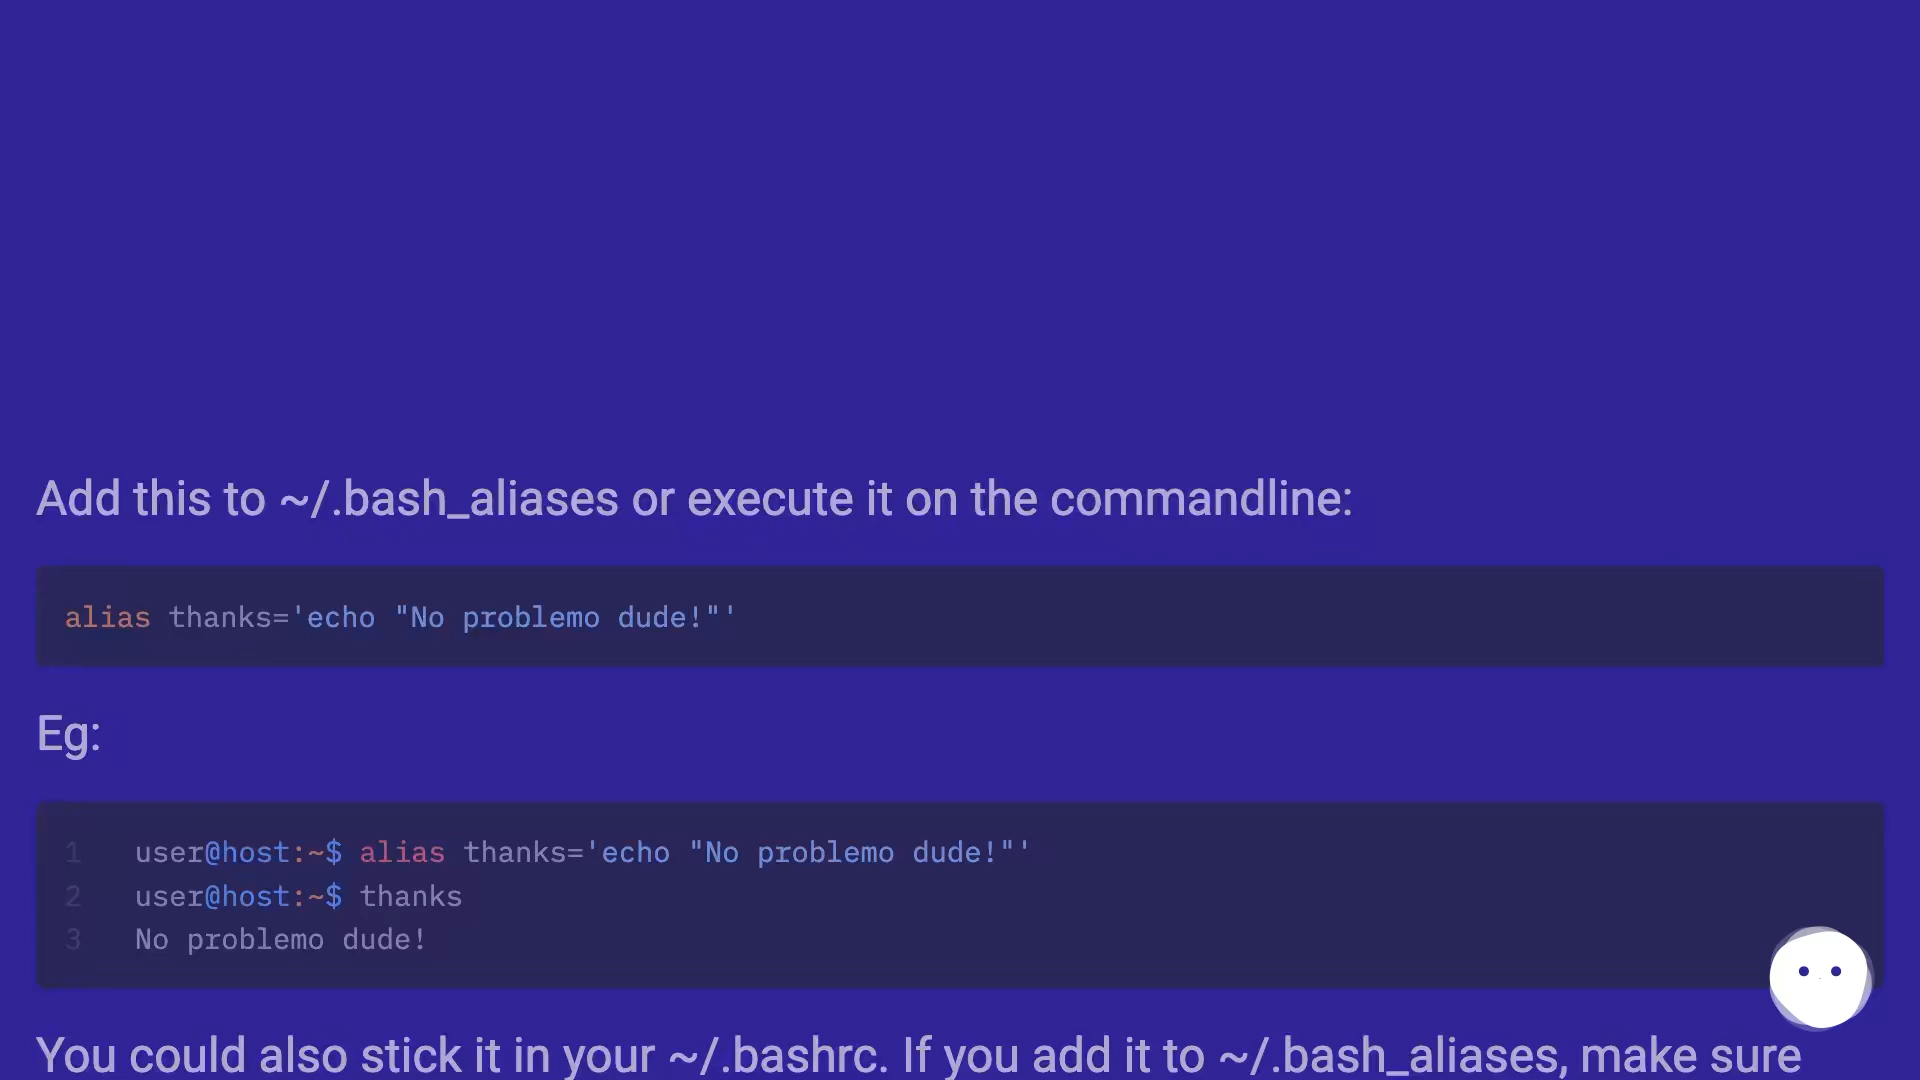 Add this to ~/.bash_aliases or execute it on the commandline:
alias thanks='echo "No problemo dude!"'
Eg:
1 user@host:~$ alias thanks='echo "No problemo dude!"'
2 user@host:~$ thanks
3 No problemo dude!
You could also stick it in your ~/.bashrc. If you add it to ~/.bash_aliases, make sure